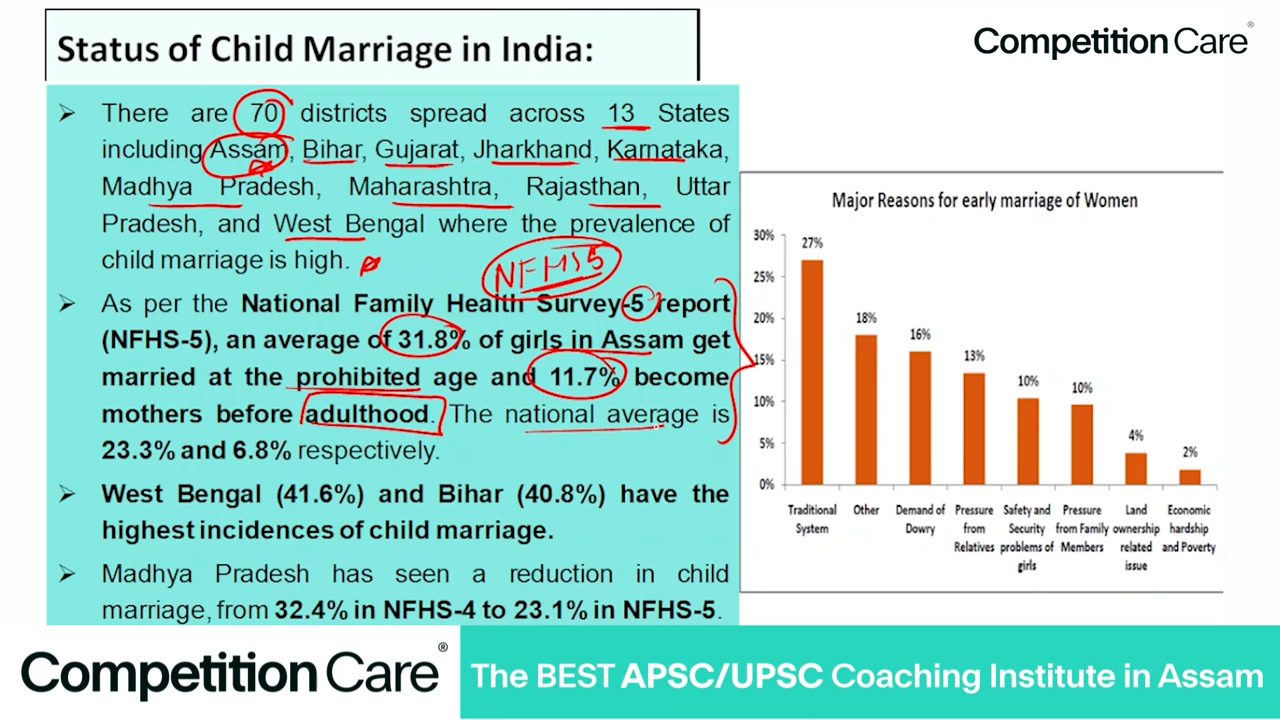 Status of Child Marriage in India:
Competition Care®
➢ There are 70 districts spread across 13 States
including Assam, Bihar, Gujarat, Jharkhand, Karnataka,
Madhya Pradesh, Maharashtra, Rajasthan, Uttar
Pradesh, and West Bengal where the prevalence of
child marriage is high.
NFHS5
➢ As per the National Family Health Survey-5 report
(NFHS-5), an average of 31.8% of girls in Assam get
married at the prohibited age and 11.7% become
mothers before adulthood. The national average is
23.3% and 6.8% respectively.
➢ West Bengal (41.6%) and Bihar (40.8%) have the
highest incidences of child marriage.
➢ Madhya Pradesh has seen a reduction in child
marriage, from 32.4% in NFHS-4 to 23.1% in NFHS-5.
Major Reasons for early marriage of Women
30%
25%
20%
15%
10%
5%
0%
27%
18%
16%
13%
10%
10%
4%
2%
Traditional
System
Other
Demand of
Dowry
Pressure
from
Relatives
Safety and
Security
problems of
girls
Pressure
from Family
Members
Land
ownership
related
issue
Economic
hardship
and Poverty
Competition Care®
The BEST APSC/UPSC Coaching Institute in Assam